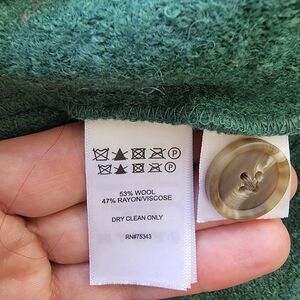 53% WOOL
47% RAYON/VISCOSE
DRY CLEAN ONLY
RN#75343